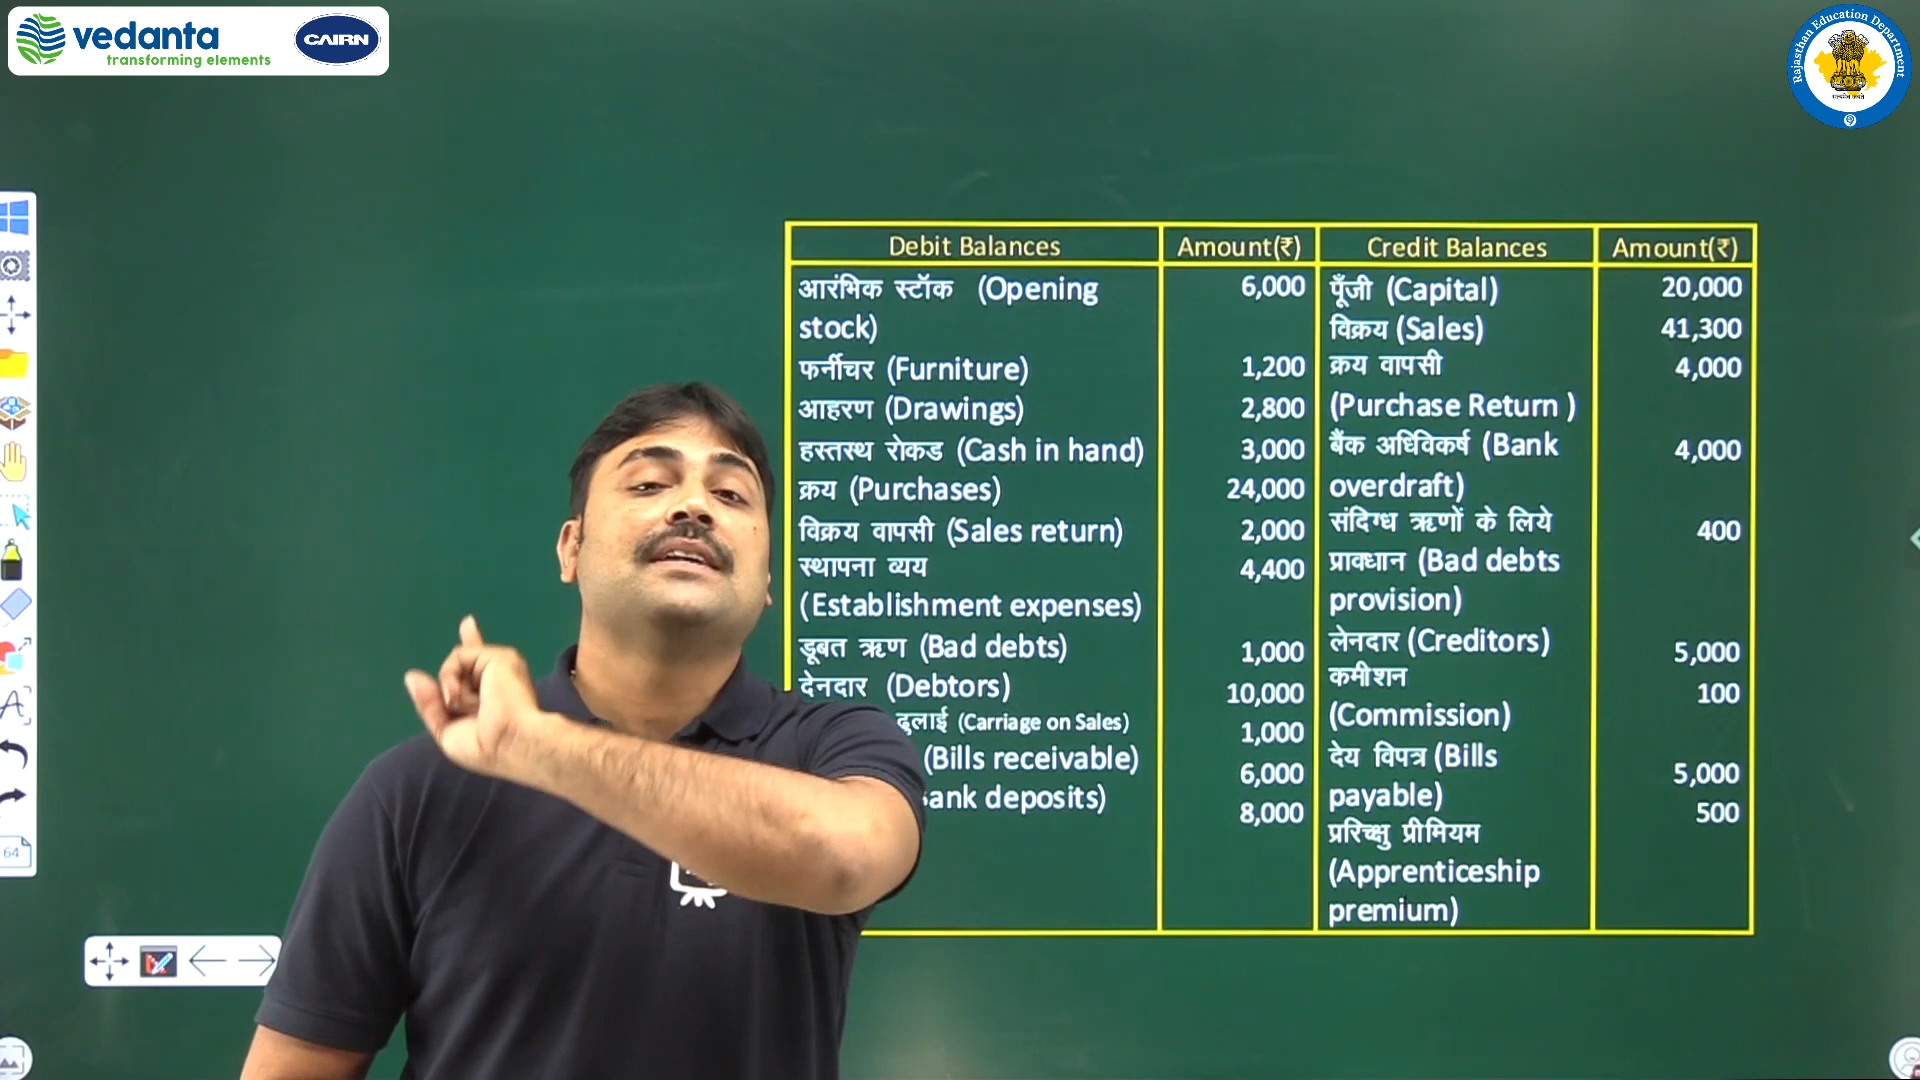 vedanta
transforming elements
CAIRN
Rajasthan Education Department
Debit Balances Amount(₹) Credit Balances Amount(₹)
आरंभिक स्टॉक (Opening 6,000 पूँजी (Capital) 20,000
stock) विक्रय (Sales) 41,300
फर्नीचर (Furniture) 1,200 क्रय वापसी 4,000
आहरण (Drawings) 2,800 (Purchase Return )
हस्तस्थ रोकड (Cash in hand) 3,000 बैंक अधिविकर्ष (Bank 4,000
क्रय (Purchases) 24,000 overdraft)
विक्रय वापसी (Sales return) 2,000 संदिग्ध ऋणों के लिये 400
स्थापना व्यय 4,400 प्रावधान (Bad debts
(Establishment expenses) provision)
डूबत ऋण (Bad debts) 1,000 लेनदार (Creditors) 5,000
देनदार (Debtors) 10,000 कमीशन 100
ढुलाई (Carriage on Sales) 1,000 (Commission)
(Bills receivable) 6,000 देय विपत्र (Bills 5,000
deposits) 8,000 payable) 500
प्ररिच्क्षु प्रीमियम
(Apprenticeship
premium)
64